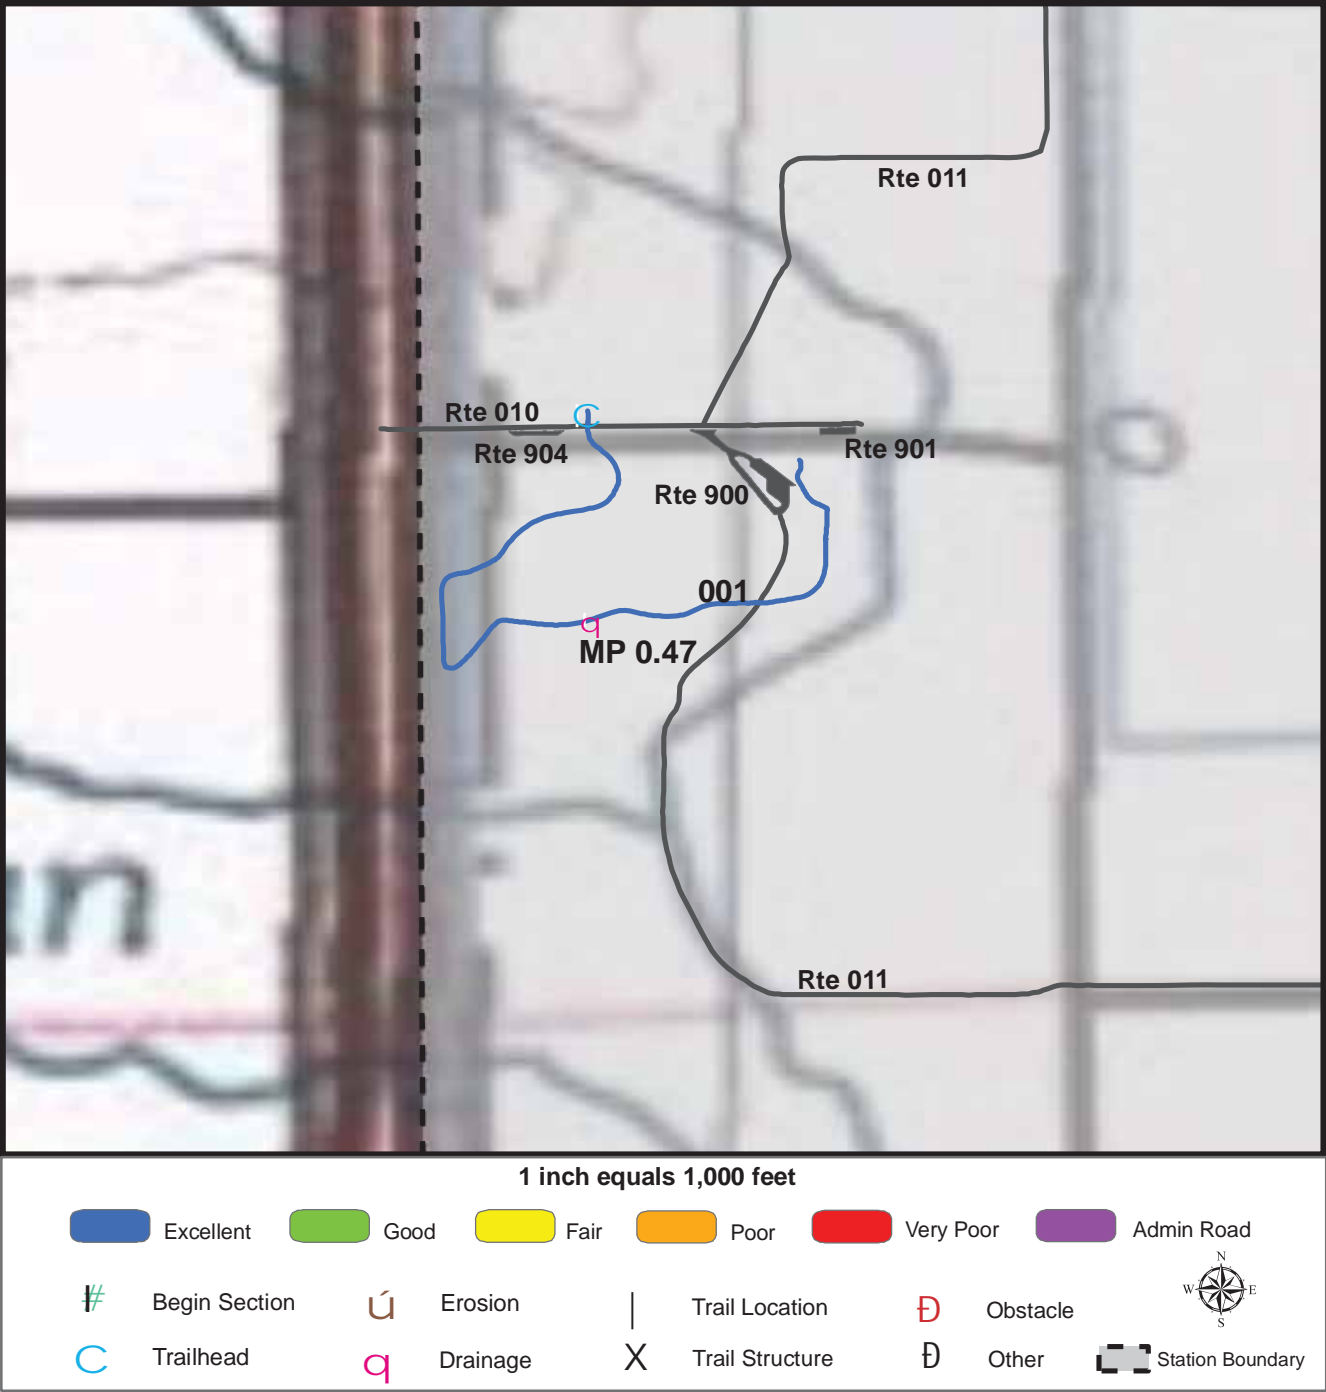 Rte 011
Rte 010
Rte 904
Rte 901
Rte 900
001
q
MP 0.47
Rte 011
1 inch equals 1,000 feet
Excellent Good Fair Poor Very Poor Admin Road
N
W E
S
# Begin Section ú Erosion | Trail Location Đ Obstacle
C Trailhead q Drainage X Trail Structure Đ Other Station Boundary